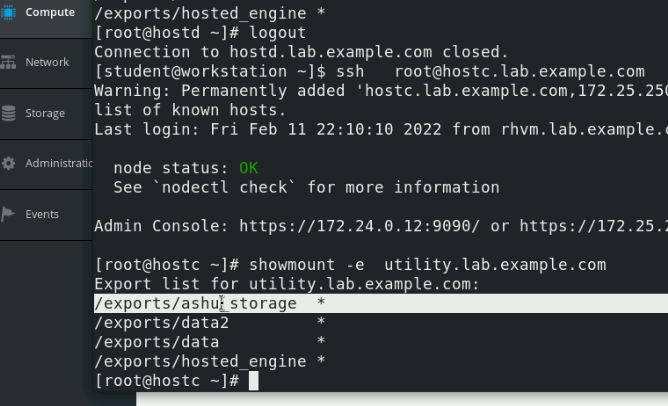 Compute
Network
Storage
Administratic
Events
/exports/hosted_engine *
[root@hostd ~]# logout
Connection to hostd.lab.example.com closed.
[student@workstation ~]$ ssh   root@hostc.lab.example.com
Warning: Permanently added 'hostc.lab.example.com,172.25.250
list of known hosts.
Last login: Fri Feb 11 22:10:10 2022 from rhvm.lab.example.c
node status: OK
See `nodectl check` for more information
Admin Console: https://172.24.0.12:9090/ or https://172.25.2
[root@hostc ~]# showmount -e  utility.lab.example.com
Export list for utility.lab.example.com:
/exports/ashu_storage  *
/exports/data2         *
/exports/data          *
/exports/hosted_engine *
[root@hostc ~]#